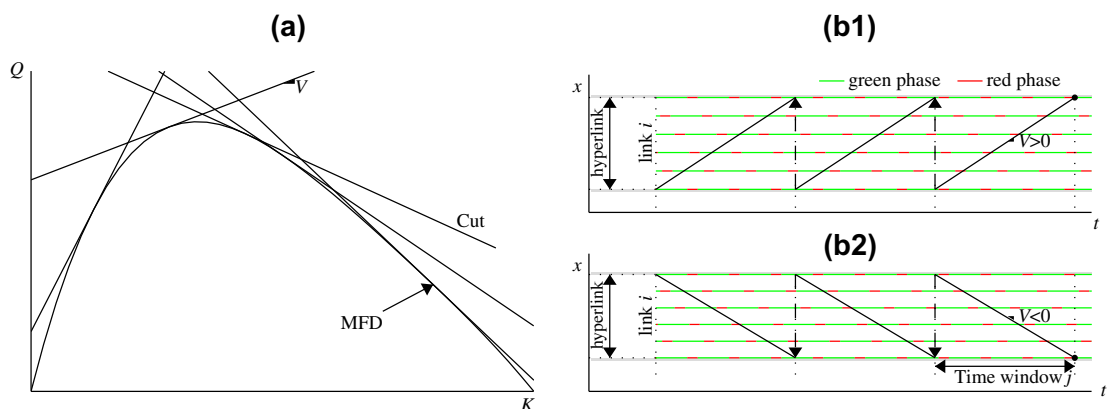 (a)
Q
V
Cut
MFD
K
(b1)
green phase
red phase
x
hyperlink
link i
V>0
t
(b2)
x
hyperlink
link i
V<0
Time window j
t